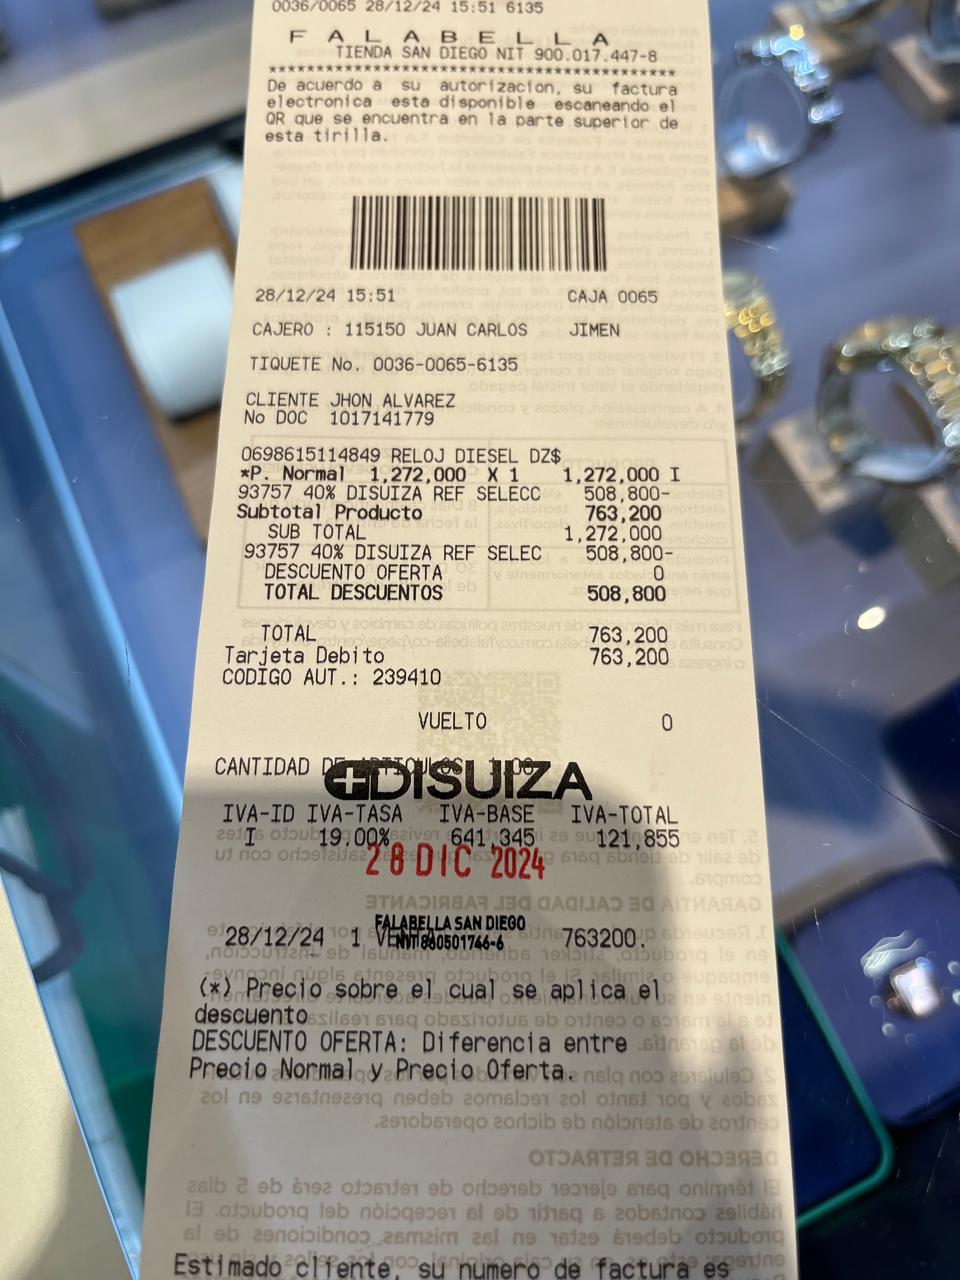 0036/0065 28/12/24 15:51 6135
F A L A B E L L A
TIENDA SAN DIEGO NIT 900.017.447-8
************************************************
De acuerdo a su autorizacion, su factura
electronica esta disponible escaneando el
QR que se encuentra en la parte superior de
esta tirilla.
28/12/24 15:51 CAJA 0065
CAJERO : 115150 JUAN CARLOS JIMEN
TIQUETE No. 0036-0065-6135
CLIENTE JHON ALVAREZ
No DOC 1017141779
0698615114849 RELOJ DIESEL DZ$
*P. Normal 1,272,000 X 1 1,272,000 I
93757 40% DISUIZA REF SELECC 508,800-
Subtotal Producto 763,200
SUB TOTAL 1,272,000
93757 40% DISUIZA REF SELEC 508,800-
DESCUENTO OFERTA 0
TOTAL DESCUENTOS 508,800
TOTAL 763,200
Tarjeta Debito 763,200
CODIGO AUT.: 239410
VUELTO 0
CANTIDAD DE ARTICULOS 1.00
DISUIZA
IVA-ID IVA-TASA IVA-BASE IVA-TOTAL
I 19.00% 641,345 121,855
28 DIC 2024
FALABELLA SAN DIEGO
28/12/24 1 763200.
NIT 860501746-6
(*) Precio sobre el cual se aplica el
descuento
DESCUENTO OFERTA: Diferencia entre
Precio Normal y Precio Oferta.
Estimado cliente, su numero de factura es